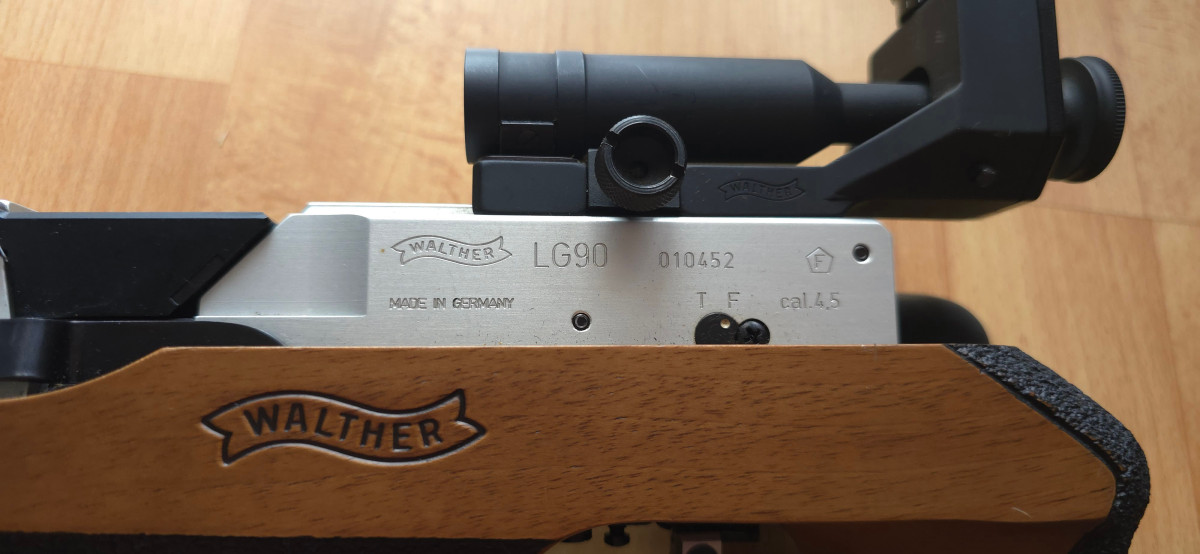 WALTHER
WALTHER LG90 010452 F
MADE IN GERMANY T F cal.4,5
WALTHER